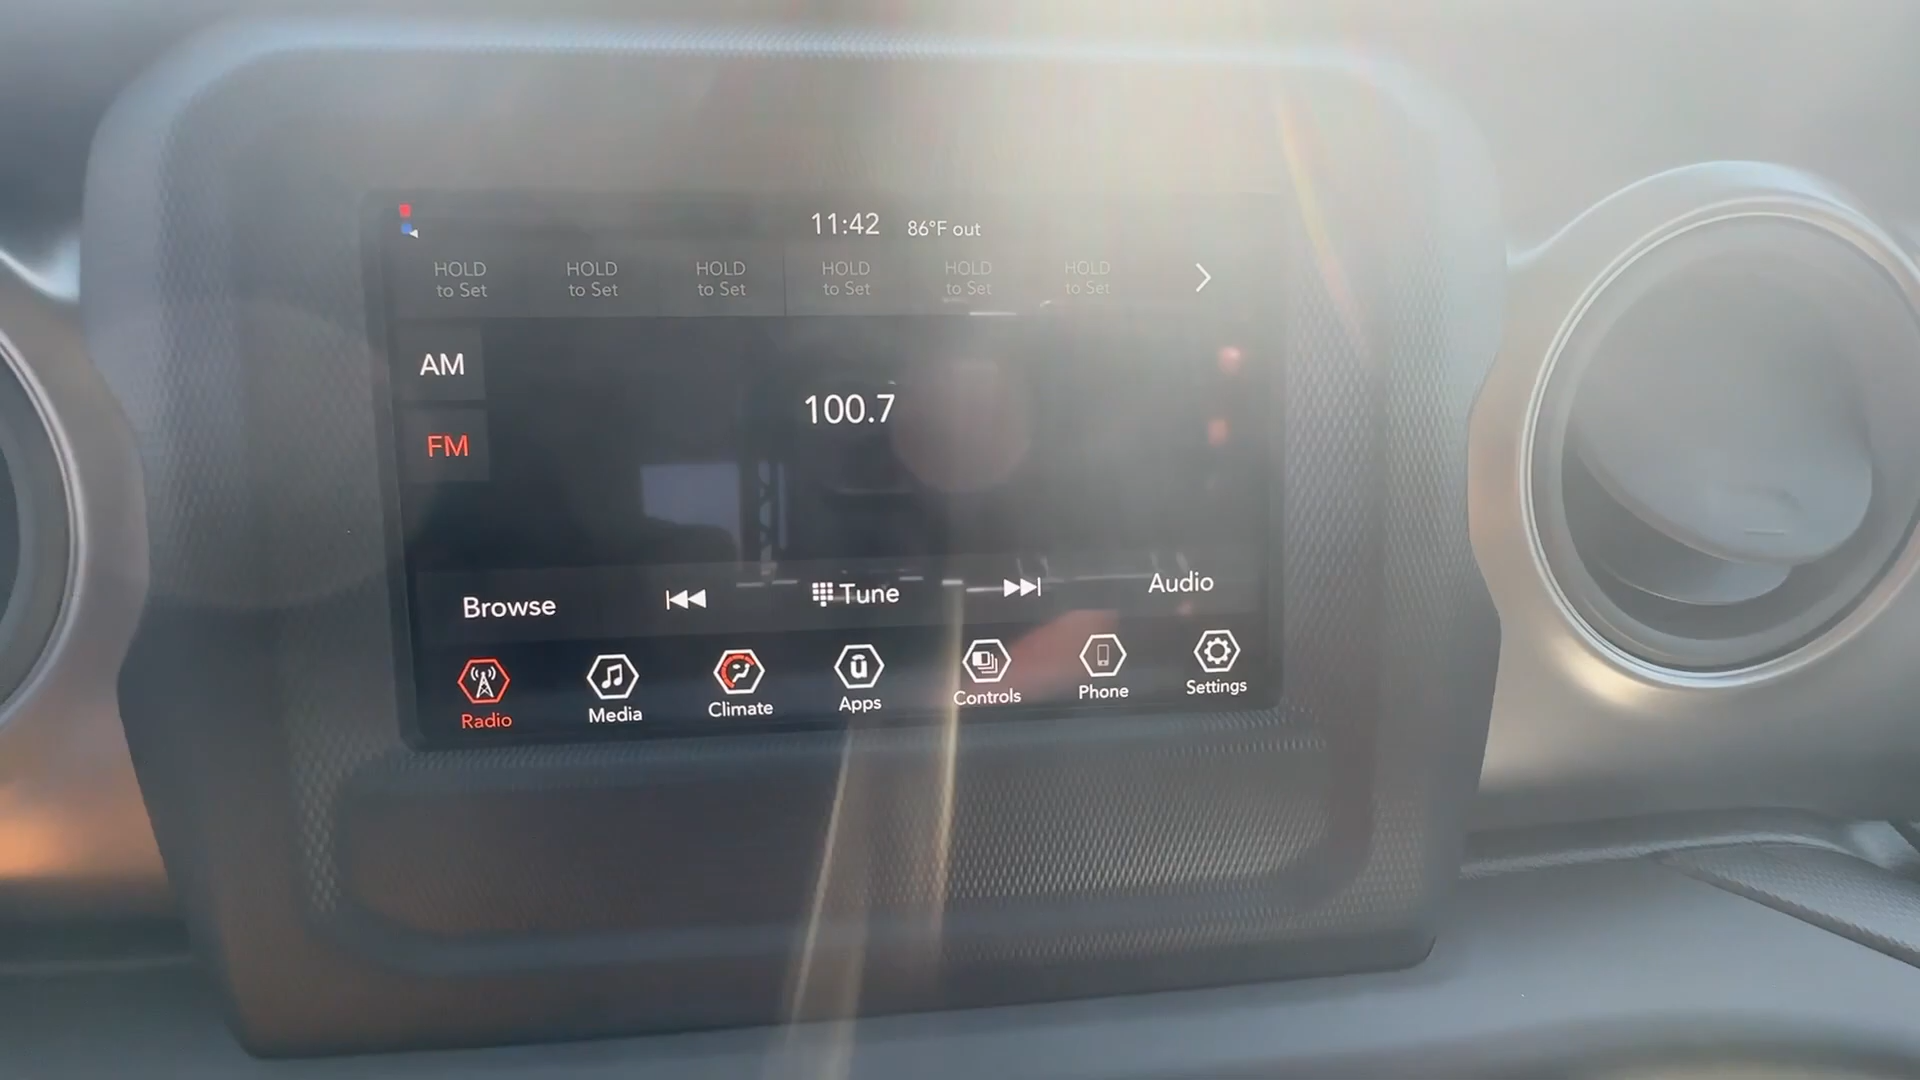 11:42 86°F out
HOLD HOLD HOLD HOLD HOLD HOLD
to Set to Set to Set to Set to Set to Set
AM
100.7
FM
Browse Tune Audio
Radio Media Climate Apps Controls Phone Settings